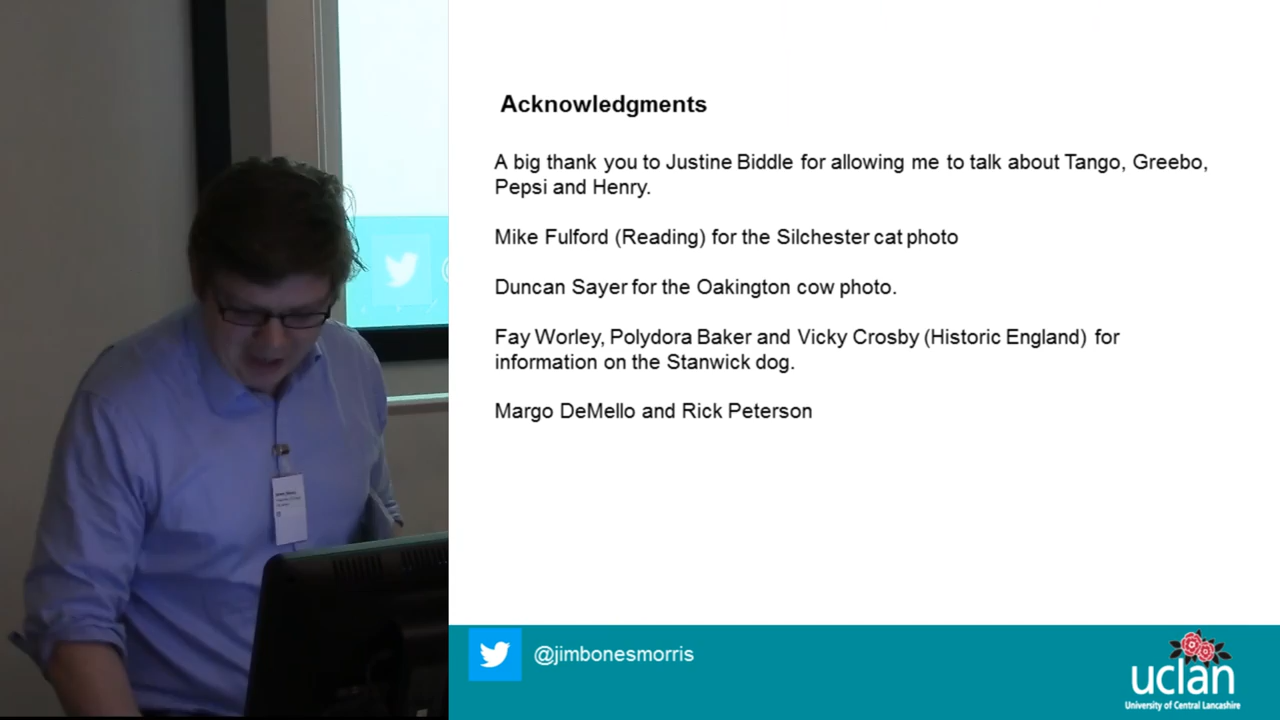 Acknowledgments
A big thank you to Justine Biddle for allowing me to talk about Tango, Greebo,
Pepsi and Henry.
Mike Fulford (Reading) for the Silchester cat photo
Duncan Sayer for the Oakington cow photo.
Fay Worley, Polydora Baker and Vicky Crosby (Historic England) for
information on the Stanwick dog.
Margo DeMello and Rick Peterson
@jimbonesmorris
uclan
University of Central Lancashire